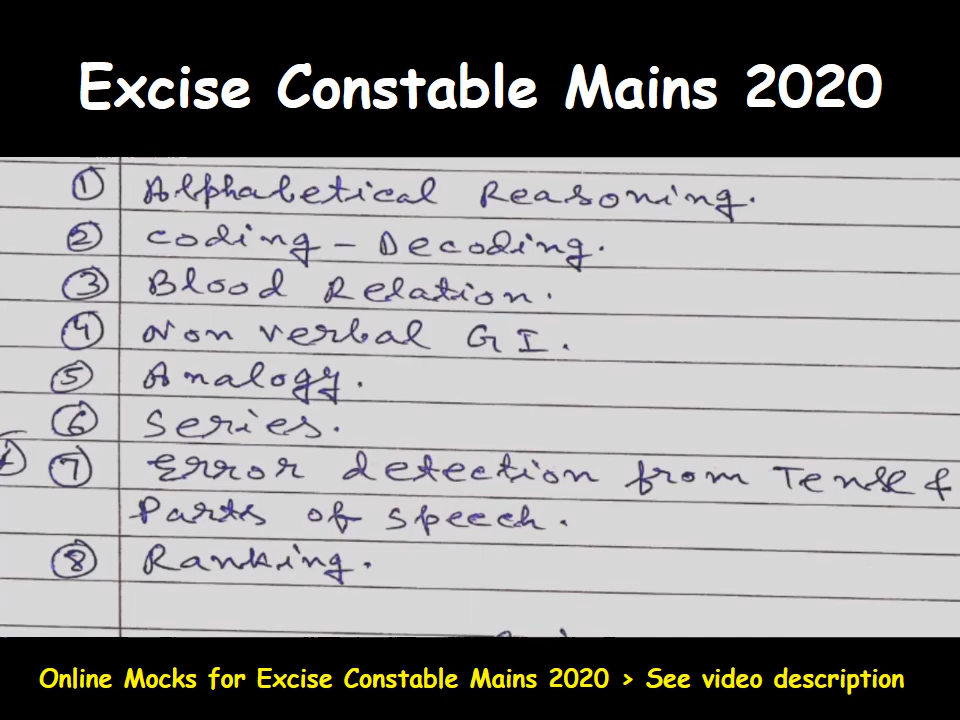 Excise Constable Mains 2020
① Alphabetical Reasoning.
② Coding - Decoding.
③ Blood Relation.
④ Non verbal GI.
⑤ Analogy.
⑥ Series.
⑦ Error detection from Tense &
Parts of speech.
⑧ Ranking.
Online Mocks for Excise Constable Mains 2020 > See video description